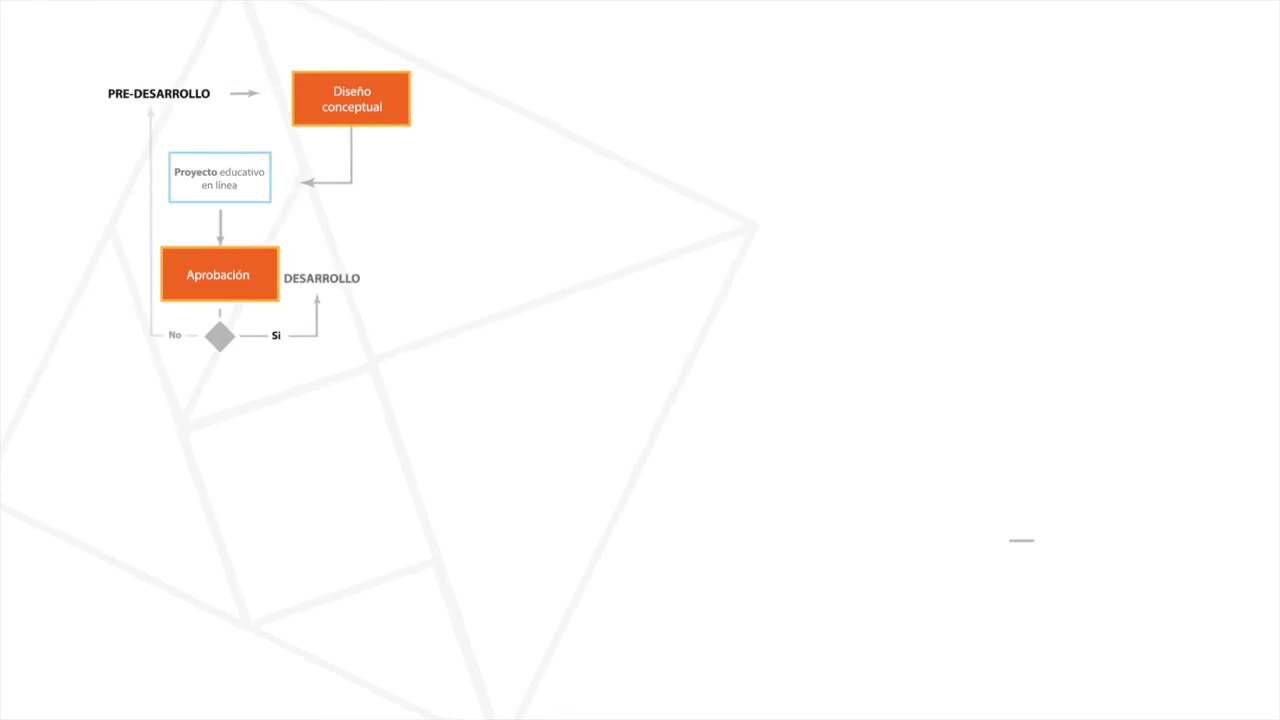 PRE-DESARROLLO
Diseño
conceptual
Proyecto educativo
en línea
Aprobación
DESARROLLO
No
Si